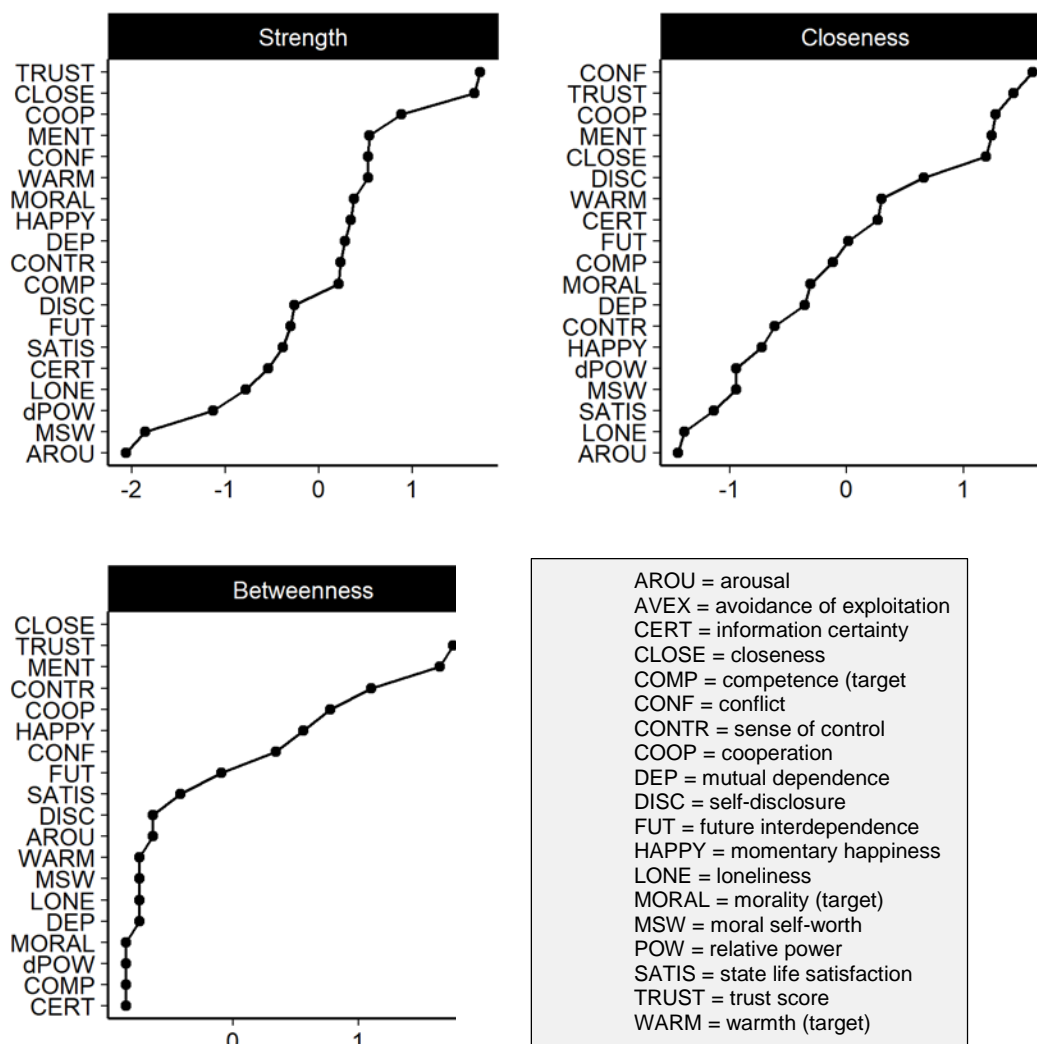 Strength
TRUST
CLOSE
COOP
MENT
CONF
WARM
MORAL
HAPPY
DEP
CONTR
COMP
DISC
FUT
SATIS
CERT
LONE
dPOW
MSW
AROU
-2 -1 0 1
Closeness
CONF
TRUST
COOP
MENT
CLOSE
DISC
WARM
CERT
FUT
COMP
MORAL
DEP
CONTR
HAPPY
dPOW
MSW
SATIS
LONE
AROU
-1 0 1
Betweenness
CLOSE
TRUST
MENT
CONTR
COOP
HAPPY
CONF
FUT
SATIS
DISC
AROU
WARM
MSW
LONE
DEP
MORAL
dPOW
COMP
CERT
0 1
AROU = arousal
AVEX = avoidance of exploitation
CERT = information certainty
CLOSE = closeness
COMP = competence (target
CONF = conflict
CONTR = sense of control
COOP = cooperation
DEP = mutual dependence
DISC = self-disclosure
FUT = future interdependence
HAPPY = momentary happiness
LONE = loneliness
MORAL = morality (target)
MSW = moral self-worth
POW = relative power
SATIS = state life satisfaction
TRUST = trust score
WARM = warmth (target)